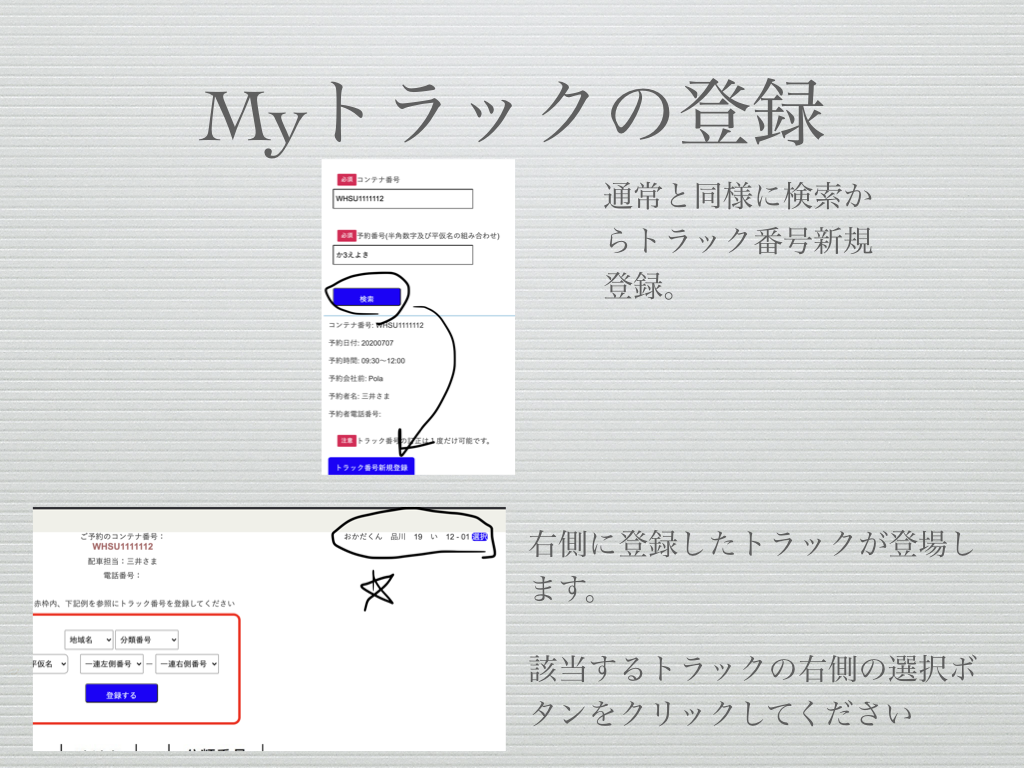 Myトラックの登録
必須 コンテナ番号
WHSU1111112
必須 予約番号(半角数字及び平仮名の組み合わせ)
か3えよき
検索
コンテナ番号: WHSU1111112
予約日付: 20200707
予約時間: 09:30〜12:00
予約会社前: Pola
予約者名: 三井さま
予約者電話番号:
注意 トラック番号の訂正は1度だけ可能です。
トラック番号新規登録
通常と同様に検索か
らトラック番号新規
登録。
ご予約のコンテナ番号：
WHSU1111112
配車担当：三井さま
電話番号：
赤枠内、下記例を参照にトラック番号を登録してください
地域名 分類番号
仮名 一連左側番号 ー 一連右側番号
登録する
おかだくん 品川 19 い 12 - 01 選択
右側に登録したトラックが登場し
ます。
該当するトラックの右側の選択ボ
タンをクリックしてください